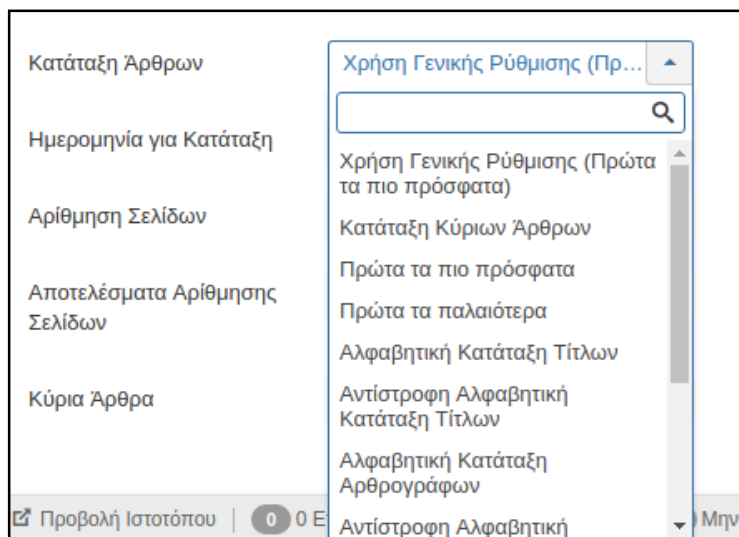 Κατάταξη Άρθρων
Χρήση Γενικής Ρύθμισης (Πρ…
Ημερομηνία για Κατάταξη
Αρίθμηση Σελίδων
Αποτελέσματα Αρίθμησης
Σελίδων
Κύρια Άρθρα
Χρήση Γενικής Ρύθμισης (Πρώτα
τα πιο πρόσφατα)
Κατάταξη Κύριων Άρθρων
Πρώτα τα πιο πρόσφατα
Πρώτα τα παλαιότερα
Αλφαβητική Κατάταξη Τίτλων
Αντίστροφη Αλφαβητική
Κατάταξη Τίτλων
Αλφαβητική Κατάταξη
Αρθρογράφων
Αντίστροφη Αλφαβητική
Προβολή Ιστοτόπου 0 0